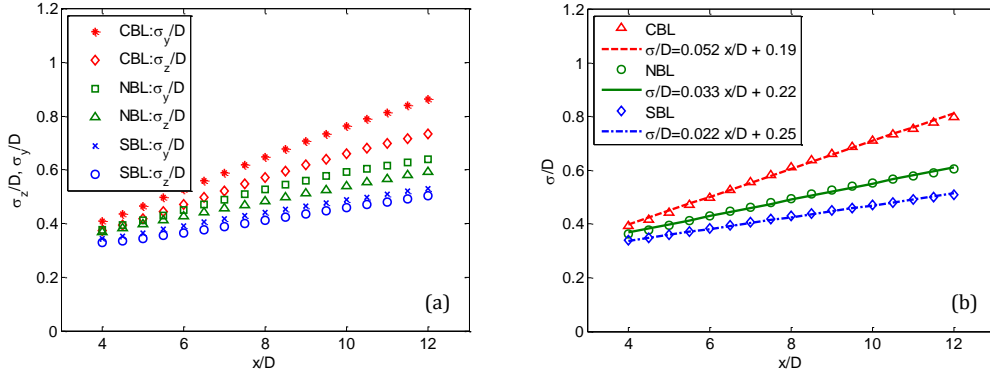 1.2
1
0.8
0.6
0.4
0.2
0
4
6
8
10
12
x/D
σz/D, σy/D
CBL:σy/D
CBL:σz/D
NBL:σy/D
NBL:σz/D
SBL:σy/D
SBL:σz/D
(a)
1.2
1
0.8
0.6
0.4
0.2
0
4
6
8
10
12
x/D
σ/D
CBL
σ/D=0.052 x/D + 0.19
NBL
σ/D=0.033 x/D + 0.22
SBL
σ/D=0.022 x/D + 0.25
(b)